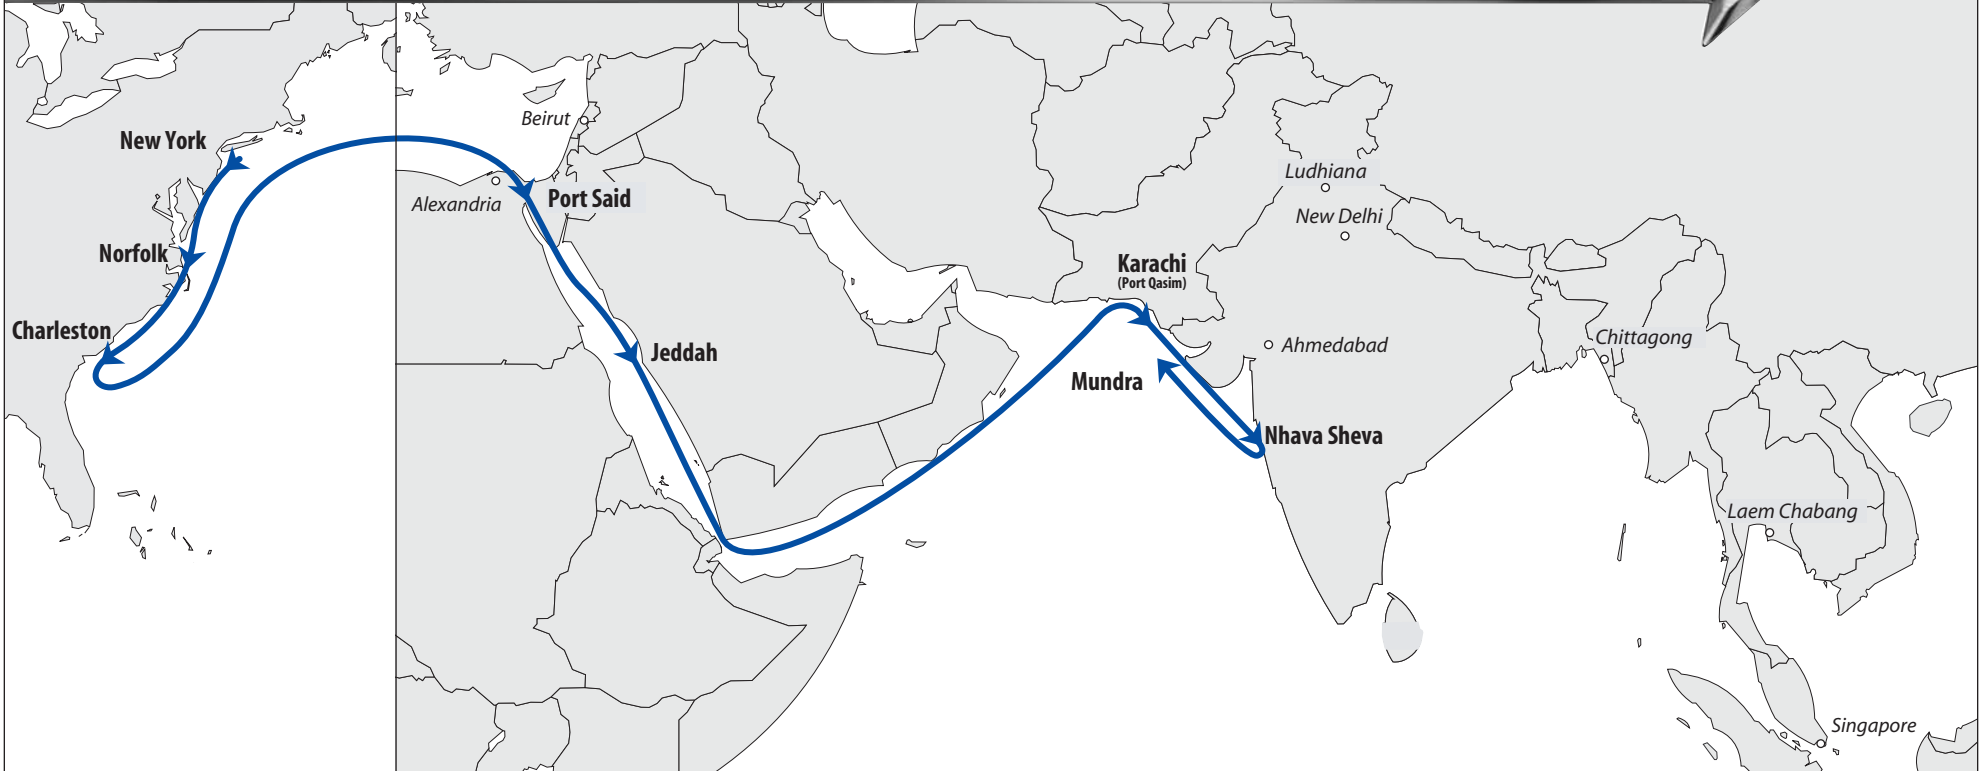 New York
Norfolk
Charleston
Beirut
Alexandria
Port Said
Jeddah
Karachi
(Port Qasim)
Mundra
Nhava Sheva
Ludhiana
New Delhi
Ahmedabad
Chittagong
Laem Chabang
Singapore